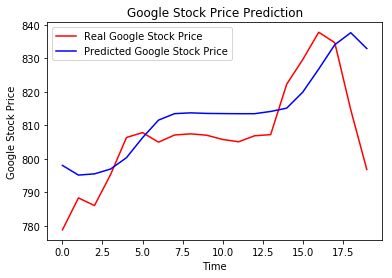 Google Stock Price Prediction
Real Google Stock Price
Predicted Google Stock Price
Google Stock Price
840
830
820
810
800
790
780
0.0 2.5 5.0 7.5 10.0 12.5 15.0 17.5
Time